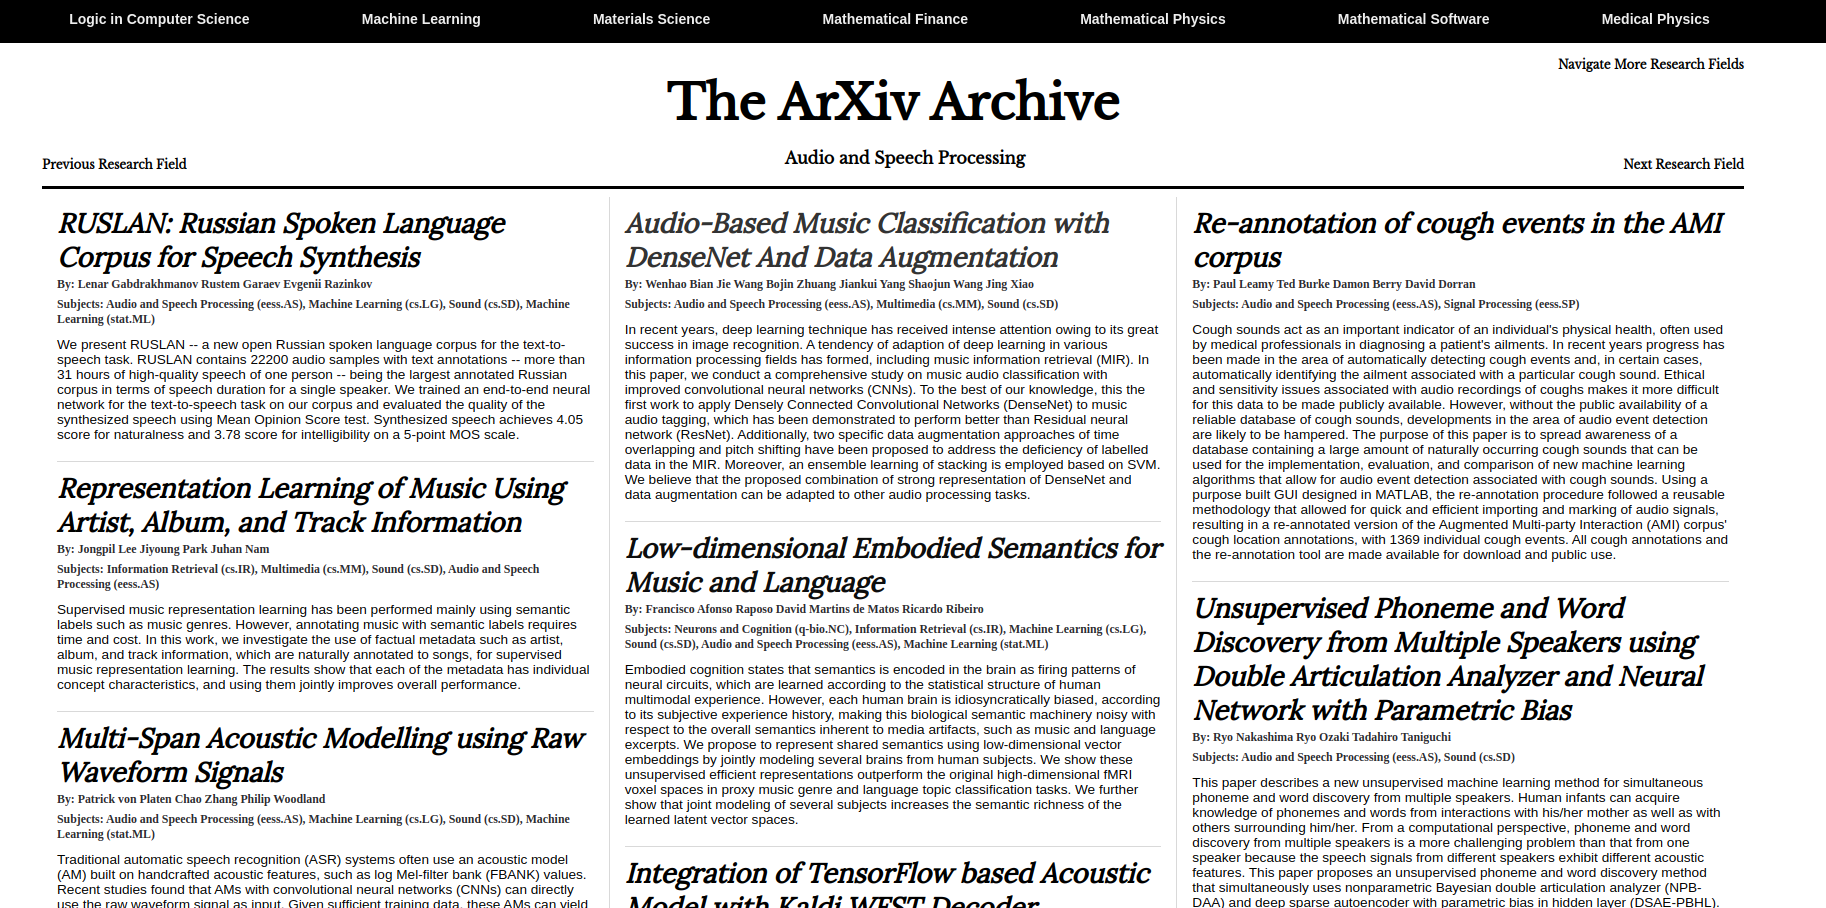 Logic in Computer Science Machine Learning Materials Science Mathematical Finance Mathematical Physics Mathematical Software Medical Physics
Navigate More Research Fields
The ArXiv Archive
Previous Research Field
Audio and Speech Processing
Next Research Field
RUSLAN: Russian Spoken Language
Corpus for Speech Synthesis
By: Lenar Gabdrakhmanov Rustem Garaev Evgenii Razinkov
Subjects: Audio and Speech Processing (eess.AS), Machine Learning (cs.LG), Sound (cs.SD), Machine
Learning (stat.ML)
We present RUSLAN -- a new open Russian spoken language corpus for the text-to-
speech task. RUSLAN contains 22200 audio samples with text annotations -- more than
31 hours of high-quality speech of one person -- being the largest annotated Russian
corpus in terms of speech duration for a single speaker. We trained an end-to-end neural
network for the text-to-speech task on our corpus and evaluated the quality of the
synthesized speech using Mean Opinion Score test. Synthesized speech achieves 4.05
score for naturalness and 3.78 score for intelligibility on a 5-point MOS scale.
Representation Learning of Music Using
Artist, Album, and Track Information
By: Jongpil Lee Jiyoung Park Juhan Nam
Subjects: Information Retrieval (cs.IR), Multimedia (cs.MM), Sound (cs.SD), Audio and Speech
Processing (eess.AS)
Supervised music representation learning has been performed mainly using semantic
labels such as music genres. However, annotating music with semantic labels requires
time and cost. In this work, we investigate the use of factual metadata such as artist,
album, and track information, which are naturally annotated to songs, for supervised
music representation learning. The results show that each of the metadata has individual
concept characteristics, and using them jointly improves overall performance.
Multi-Span Acoustic Modelling using Raw
Waveform Signals
By: Patrick von Platen Chao Zhang Philip Woodland
Subjects: Audio and Speech Processing (eess.AS), Machine Learning (cs.LG), Sound (cs.SD), Machine
Learning (stat.ML)
Traditional automatic speech recognition (ASR) systems often use an acoustic model
(AM) built on handcrafted acoustic features, such as log Mel-filter bank (FBANK) values.
Recent studies found that AMs with convolutional neural networks (CNNs) can directly
use the raw waveform signal as input. Given sufficient training data, these AMs can yield
Audio-Based Music Classification with
DenseNet And Data Augmentation
By: Wenhao Bian Jie Wang Bojin Zhuang Jiankui Yang Shaojun Wang Jing Xiao
Subjects: Audio and Speech Processing (eess.AS), Multimedia (cs.MM), Sound (cs.SD)
In recent years, deep learning technique has received intense attention owing to its great
success in image recognition. A tendency of adaption of deep learning in various
information processing fields has formed, including music information retrieval (MIR). In
this paper, we conduct a comprehensive study on music audio classification with
improved convolutional neural networks (CNNs). To the best of our knowledge, this the
first work to apply Densely Connected Convolutional Networks (DenseNet) to music
audio tagging, which has been demonstrated to perform better than Residual neural
network (ResNet). Additionally, two specific data augmentation approaches of time
overlapping and pitch shifting have been proposed to address the deficiency of labelled
data in the MIR. Moreover, an ensemble learning of stacking is employed based on SVM.
We believe that the proposed combination of strong representation of DenseNet and
data augmentation can be adapted to other audio processing tasks.
Low-dimensional Embodied Semantics for
Music and Language
By: Francisco Afonso Raposo David Martins de Matos Ricardo Ribeiro
Subjects: Neurons and Cognition (q-bio.NC), Information Retrieval (cs.IR), Machine Learning (cs.LG),
Sound (cs.SD), Audio and Speech Processing (eess.AS), Machine Learning (stat.ML)
Embodied cognition states that semantics is encoded in the brain as firing patterns of
neural circuits, which are learned according to the statistical structure of human
multimodal experience. However, each human brain is idiosyncratically biased, according
to its subjective experience history, making this biological semantic machinery noisy with
respect to the overall semantics inherent to media artifacts, such as music and language
excerpts. We propose to represent shared semantics using low-dimensional vector
embeddings by jointly modeling several brains from human subjects. We show these
unsupervised efficient representations outperform the original high-dimensional fMRI
voxel spaces in proxy music genre and language topic classification tasks. We further
show that joint modeling of several subjects increases the semantic richness of the
learned latent vector spaces.
Integration of TensorFlow based Acoustic
Model with Kaldi WFST Decoder
Re-annotation of cough events in the AMI
corpus
By: Paul Leamy Ted Burke Damon Berry David Dorran
Subjects: Audio and Speech Processing (eess.AS), Signal Processing (eess.SP)
Cough sounds act as an important indicator of an individual's physical health, often used
by medical professionals in diagnosing a patient's ailments. In recent years progress has
been made in the area of automatically detecting cough events and, in certain cases,
automatically identifying the ailment associated with a particular cough sound. Ethical
and sensitivity issues associated with audio recordings of coughs makes it more difficult
for this data to be made publicly available. However, without the public availability of a
reliable database of cough sounds, developments in the area of audio event detection
are likely to be hampered. The purpose of this paper is to spread awareness of a
database containing a large amount of naturally occurring cough sounds that can be
used for the implementation, evaluation, and comparison of new machine learning
algorithms that allow for audio event detection associated with cough sounds. Using a
purpose built GUI designed in MATLAB, the re-annotation procedure followed a reusable
methodology that allowed for quick and efficient importing and marking of audio signals,
resulting in a re-annotated version of the Augmented Multi-party Interaction (AMI) corpus'
cough location annotations, with 1369 individual cough events. All cough annotations and
the re-annotation tool are made available for download and public use.
Unsupervised Phoneme and Word
Discovery from Multiple Speakers using
Double Articulation Analyzer and Neural
Network with Parametric Bias
By: Ryo Nakashima Ryo Ozaki Tadahiro Taniguchi
Subjects: Audio and Speech Processing (eess.AS), Sound (cs.SD)
This paper describes a new unsupervised machine learning method for simultaneous
phoneme and word discovery from multiple speakers. Human infants can acquire
knowledge of phonemes and words from interactions with his/her mother as well as with
others surrounding him/her. From a computational perspective, phoneme and word
discovery from multiple speakers is a more challenging problem than that from one
speaker because the speech signals from different speakers exhibit different acoustic
features. This paper proposes an unsupervised phoneme and word discovery method
that simultaneously uses nonparametric Bayesian double articulation analyzer (NPB-
DAA) and deep sparse autoencoder with parametric bias in hidden layer (DSAE-PBHL).